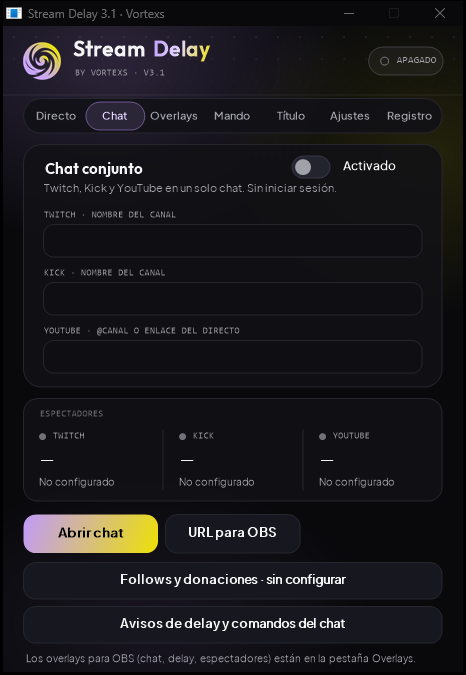 Stream Delay 3.1 · Vortexs
Stream Delay
BY VORTEXS · V3.1
APAGADO
Directo Chat Overlays Mando Título Ajustes Registro
Chat conjunto
Activado
Twitch, Kick y YouTube en un solo chat. Sin iniciar sesión.
TWITCH · NOMBRE DEL CANAL
KICK · NOMBRE DEL CANAL
YOUTUBE · @CANAL O ENLACE DEL DIRECTO
ESPECTADORES
TWITCH KICK YOUTUBE
— — —
No configurado No configurado No configurado
Abrir chat URL para OBS
Follows y donaciones · sin configurar
Avisos de delay y comandos del chat
Los overlays para OBS (chat, delay, espectadores) están en la pestaña Overlays.